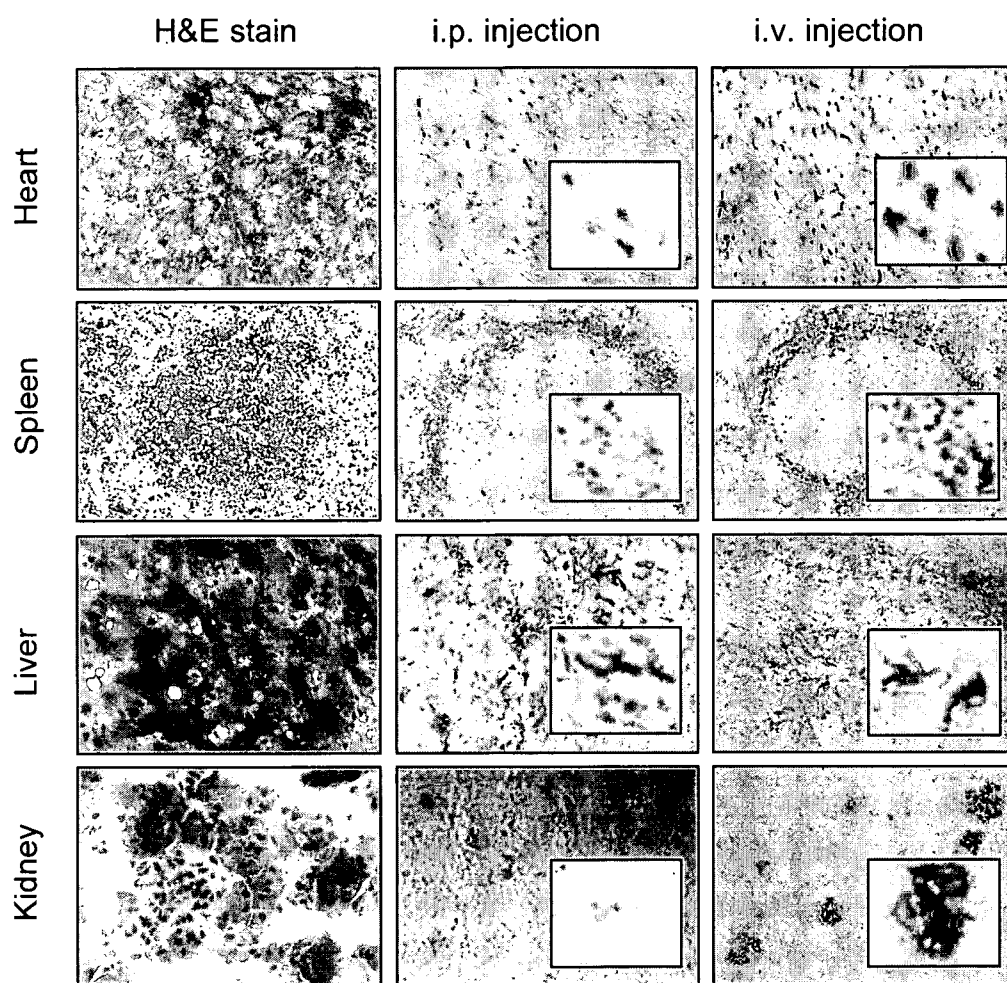 H&E stain i.p. injection i.v. injection
Heart
Spleen
Liver
Kidney